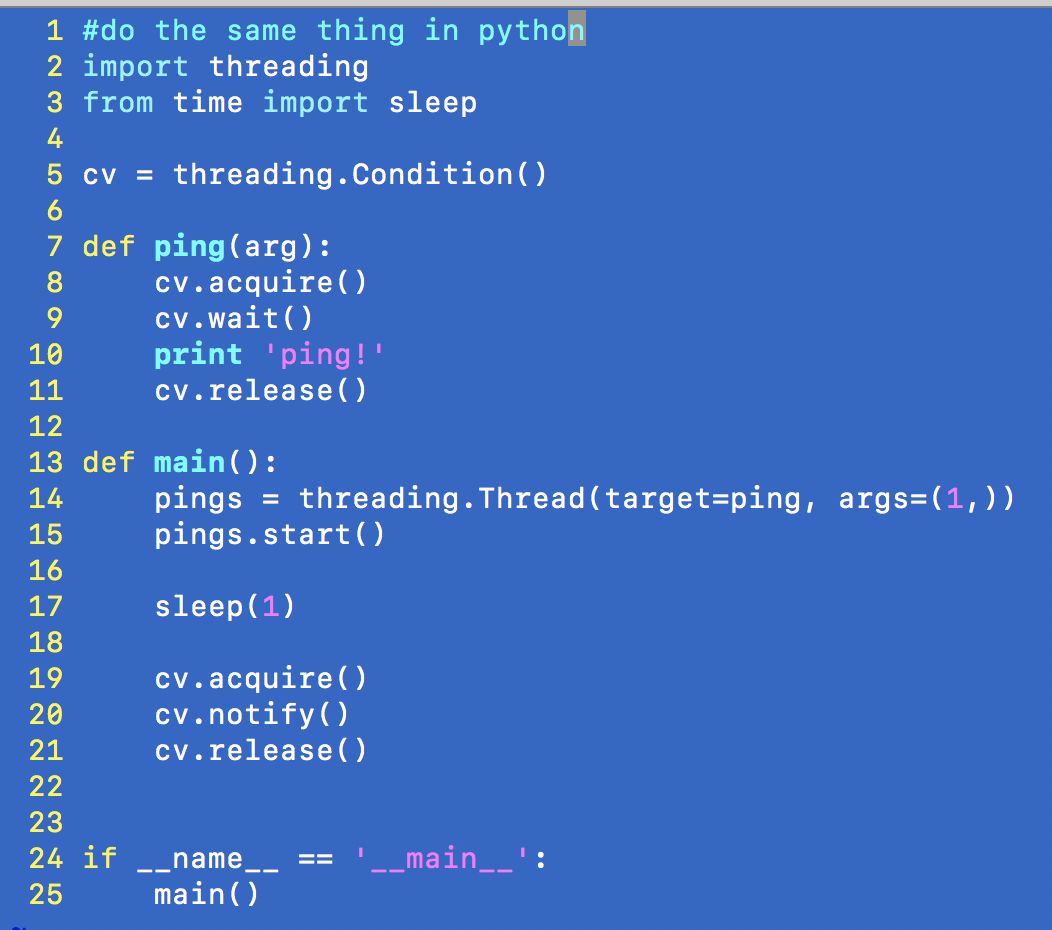 1 #do the same thing in python
2 import threading
3 from time import sleep
4
5 cv = threading.Condition()
6
7 def ping(arg):
8     cv.acquire()
9     cv.wait()
10     print 'ping!'
11     cv.release()
12
13 def main():
14     pings = threading.Thread(target=ping, args=(1,))
15     pings.start()
16
17     sleep(1)
18
19     cv.acquire()
20     cv.notify()
21     cv.release()
22
23
24 if __name__ == '__main__':
25     main()